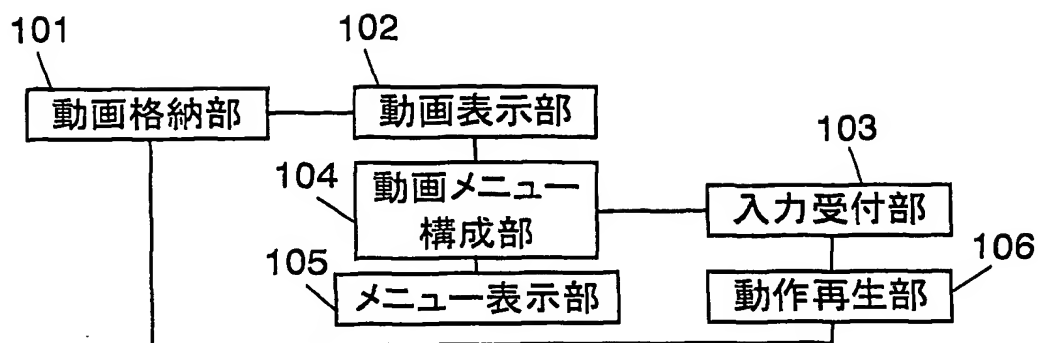 101
102
動画格納部
動画表示部
103
104
動画メニュー
構成部
入力受付部
105
106
メニュー表示部
動作再生部